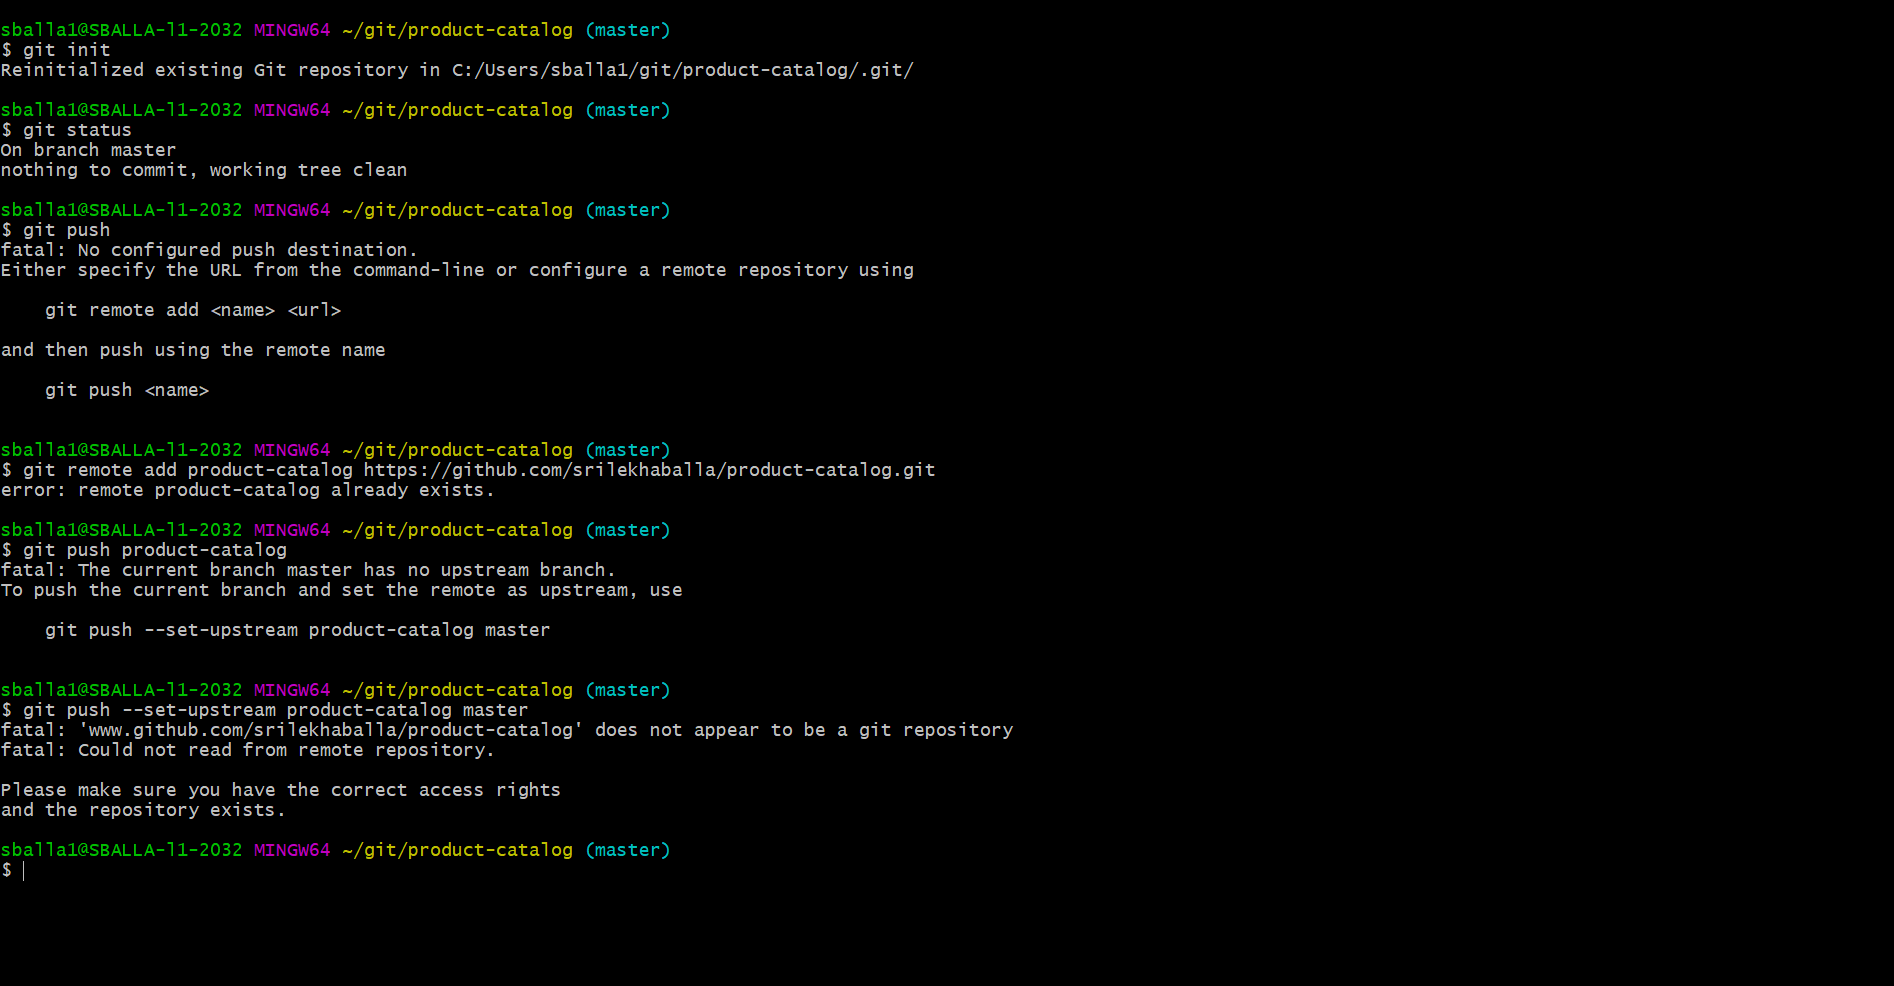 sballa1@SBALLA-l1-2032 MINGW64 ~/git/product-catalog (master)
$ git init
Reinitialized existing Git repository in C:/Users/sballa1/git/product-catalog/.git/
sballa1@SBALLA-l1-2032 MINGW64 ~/git/product-catalog (master)
$ git status
On branch master
nothing to commit, working tree clean
sballa1@SBALLA-l1-2032 MINGW64 ~/git/product-catalog (master)
$ git push
fatal: No configured push destination.
Either specify the URL from the command-line or configure a remote repository using
git remote add <name> <url>
and then push using the remote name
git push <name>
sballa1@SBALLA-l1-2032 MINGW64 ~/git/product-catalog (master)
$ git remote add product-catalog https://github.com/srilekhaballa/product-catalog.git
error: remote product-catalog already exists.
sballa1@SBALLA-l1-2032 MINGW64 ~/git/product-catalog (master)
$ git push product-catalog
fatal: The current branch master has no upstream branch.
To push the current branch and set the remote as upstream, use
git push --set-upstream product-catalog master
sballa1@SBALLA-l1-2032 MINGW64 ~/git/product-catalog (master)
$ git push --set-upstream product-catalog master
fatal: 'www.github.com/srilekhaballa/product-catalog' does not appear to be a git repository
fatal: Could not read from remote repository.
Please make sure you have the correct access rights
and the repository exists.
sballa1@SBALLA-l1-2032 MINGW64 ~/git/product-catalog (master)
$